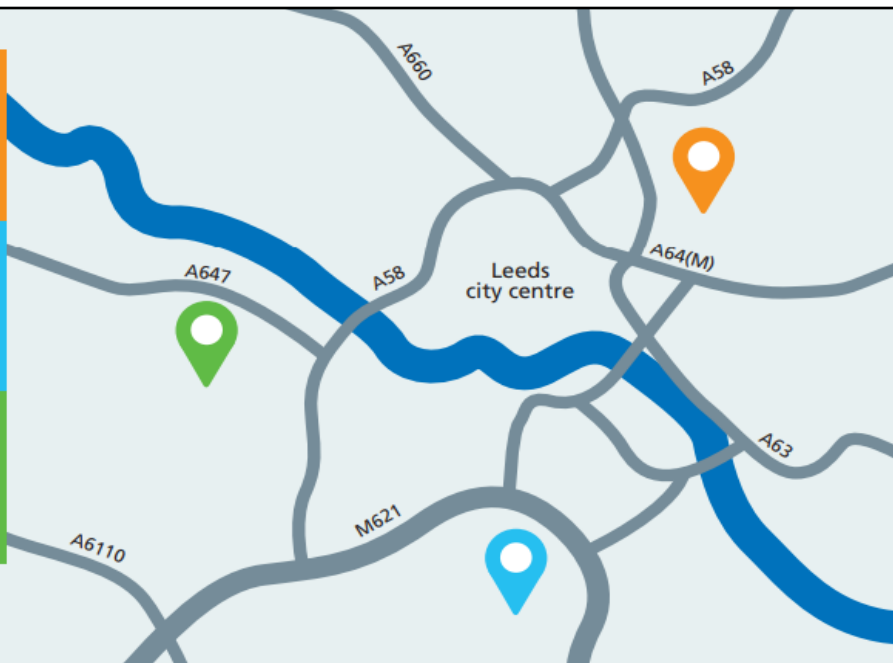 A660
A58
A64(M)
A647
A58
Leeds
city centre
A63
M621
A6110